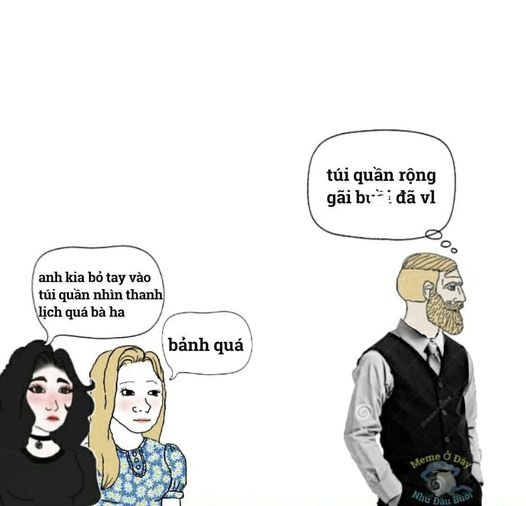 túi quần rộng
gãi đã vl
anh kia bỏ tay vào
túi quần nhìn thanh
lịch quá bà ha
bảnh quá
Meme Ở Đây
Như Đầu Buồi